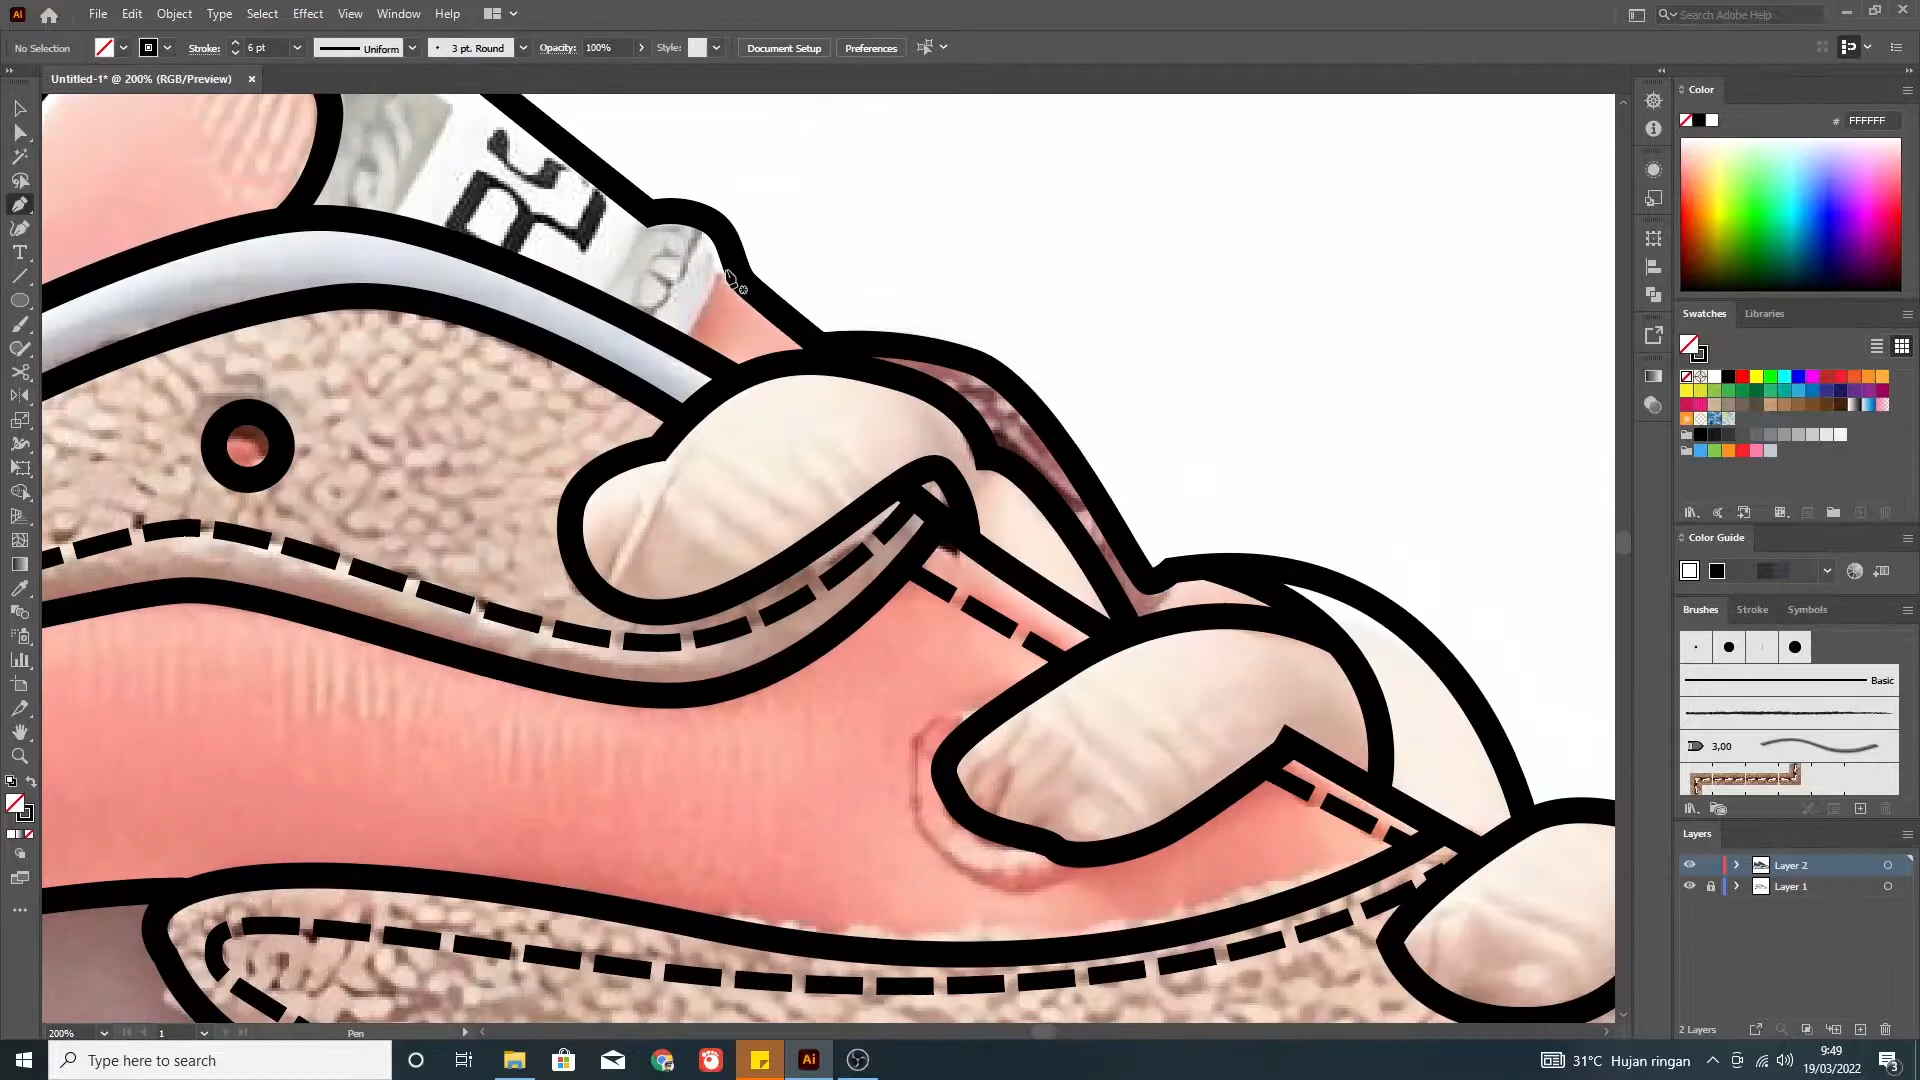 File Edit Object Type Select Effect View Window Help
Search Adobe Help
No Selection Stroke: 6 pt Uniform 3 pt. Round Opacity: 100% Style: Document Setup Preferences
Untitled-1* @ 200% (RGB/Preview)
Color
# FFFFFF
Swatches Libraries
Color Guide
Brushes Stroke Symbols
Basic
3,00
Layers
Layer 2
Layer 1
2 Layers
200% 1 Pen
Type here to search
31°C Hujan ringan
9:49
19/03/2022
3